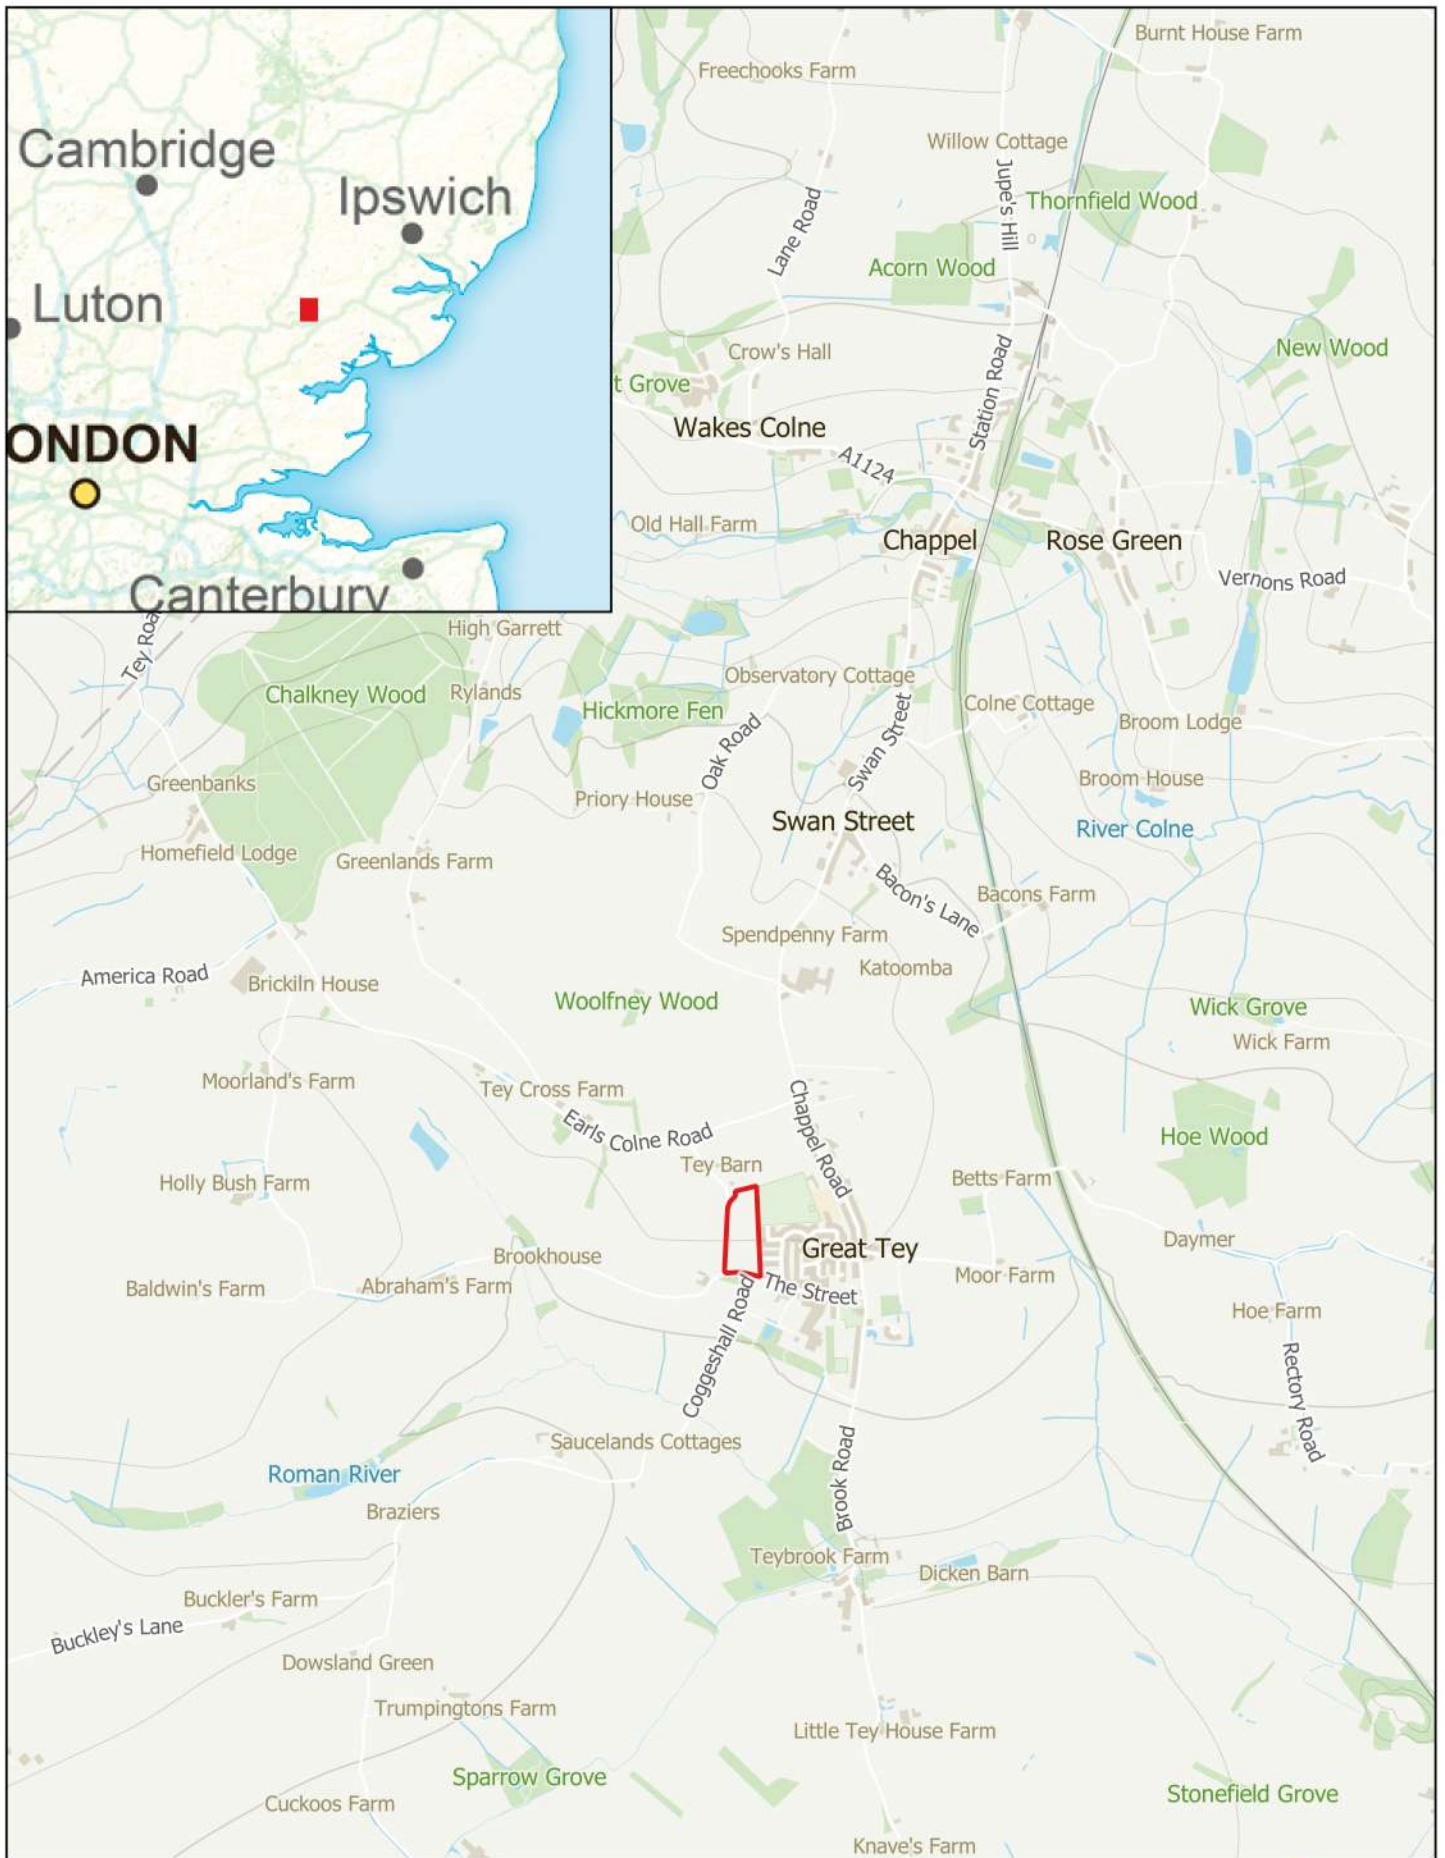 Cambridge
Ipswich
Luton
ONDON
Canterbury
Burnt House Farm
Freechooks Farm
Willow Cottage
Jupe's Hill
Thornfield Wood
Lane Road
Acorn Wood
New Wood
Crow's Hall
t Grove
Station Road
Wakes Colne
A1124
Old Hall Farm
Chappel
Rose Green
Vernons Road
Tey Roa
High Garrett
Chalkney Wood
Rylands
Observatory Cottage
Hickmore Fen
Colne Cottage
Broom Lodge
Oak Road
Swan Street
Greenbanks
Priory House
Broom House
Swan Street
River Colne
Homefield Lodge
Greenlands Farm
Bacon's Lane
Bacons Farm
Spendpenny Farm
Katoomba
America Road
Brickiln House
Woolfney Wood
Wick Grove
Wick Farm
Moorland's Farm
Tey Cross Farm
Earls Colne Road
Chappel Road
Hoe Wood
Tey Barn
Holly Bush Farm
Betts Farm
Great Tey
Daymer
Brookhouse
Baldwin's Farm
Abraham's Farm
The Street
Moor Farm
Hoe Farm
Coggeshall Road
Rectory Road
Saucelands Cottages
Roman River
Brook Road
Braziers
Teybrook Farm
Dicken Barn
Buckler's Farm
Buckley's Lane
Dowsland Green
Trumpingtons Farm
Little Tey House Farm
Sparrow Grove
Stonefield Grove
Cuckoos Farm
Knave's Farm